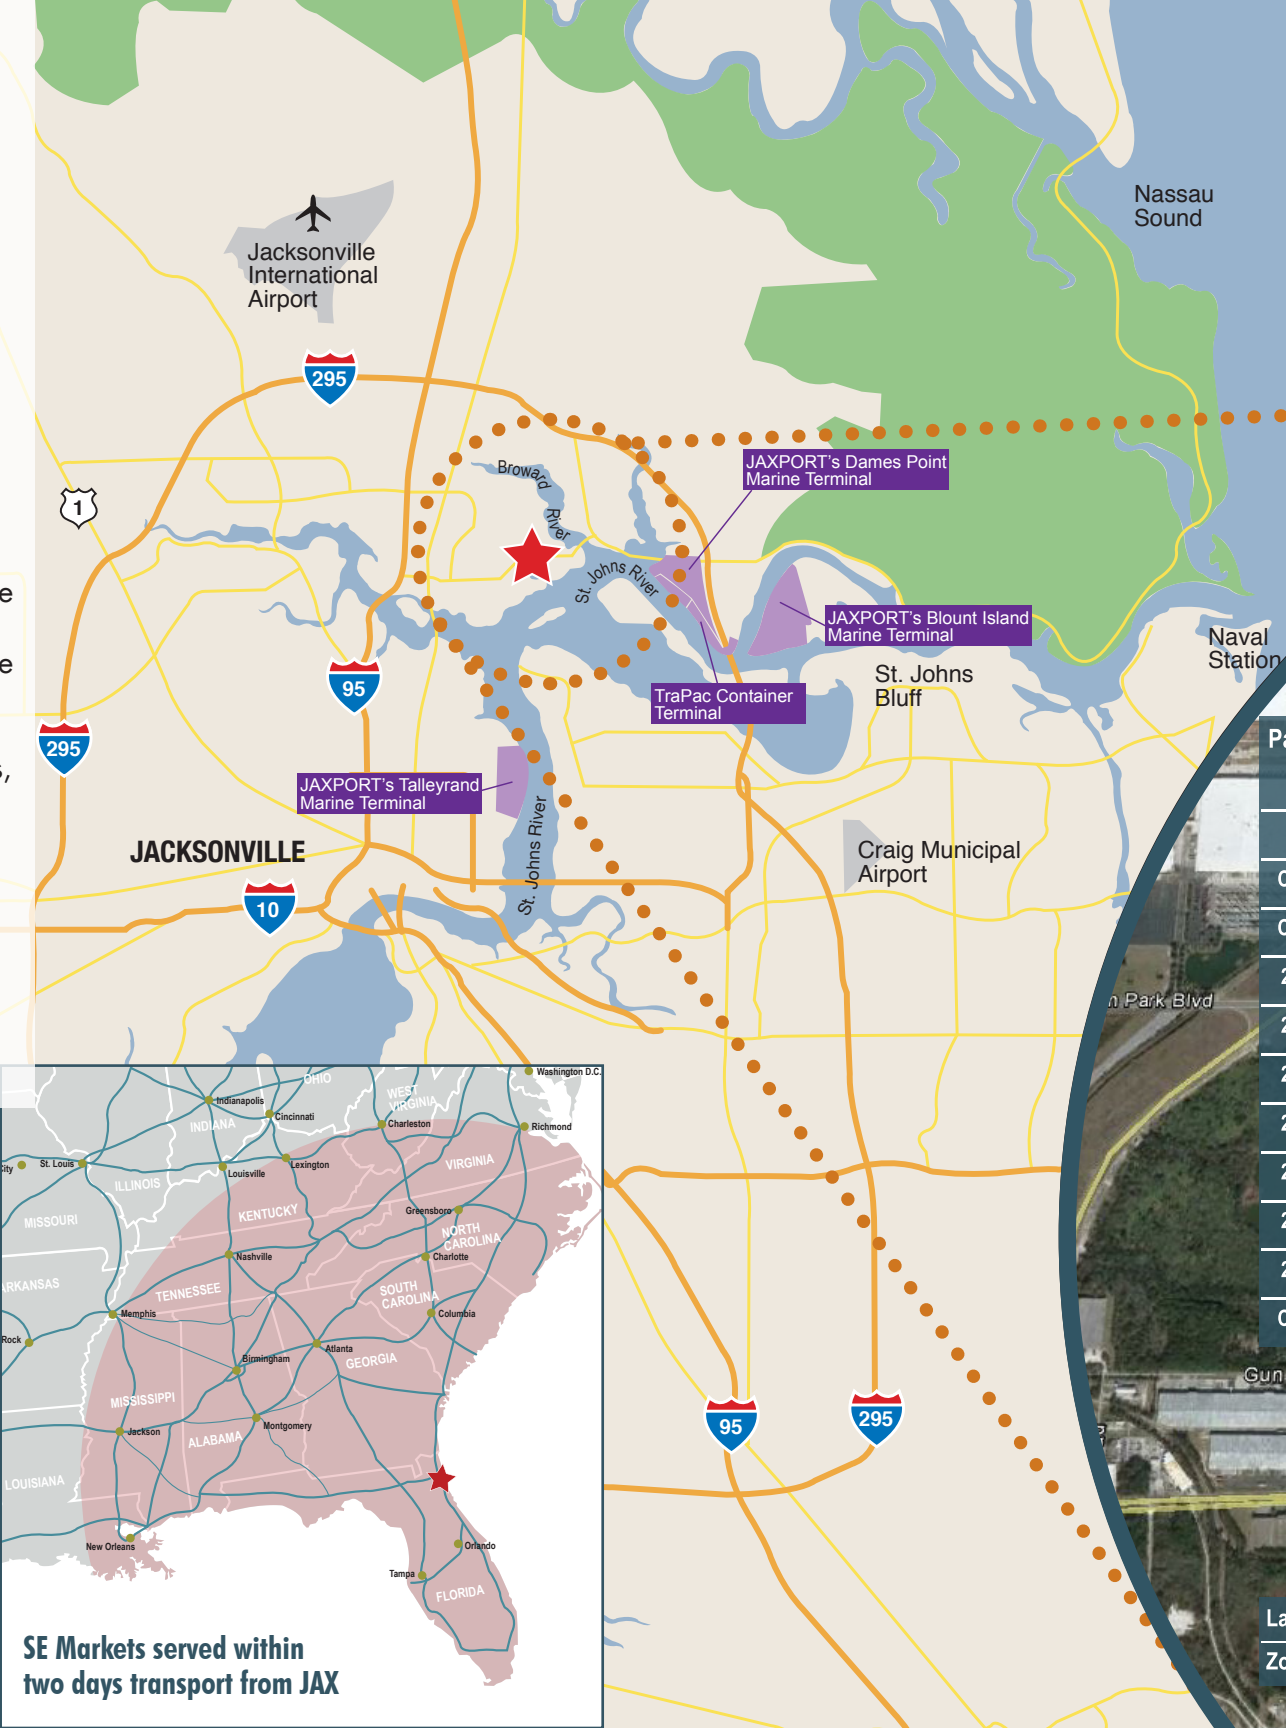 Nassau
Sound
Jacksonville
International
Airport
295
Broward
River
JAXPORT's Dames Point
Marine Terminal
1
St. Johns River
JAXPORT's Blount Island
Marine Terminal
Naval
Station
95
St. Johns
Bluff
TraPac Container
Terminal
295
JAXPORT's Talleyrand
Marine Terminal
St. Johns River
JACKSONVILLE
Craig Municipal
Airport
10
Park Blvd
Washington D.C.
OHIO
Indianapolis
Cincinnati
WEST
VIRGINIA
INDIANA
Charleston
Richmond
City
St. Louis
Louisville
Lexington
VIRGINIA
ILLINOIS
MISSOURI
KENTUCKY
Greensboro
NORTH
CAROLINA
Nashville
Charlotte
ARKANSAS
TENNESSEE
SOUTH
CAROLINA
Memphis
Columbia
Rock
Atlanta
Birmingham
GEORGIA
MISSISSIPPI
Montgomery
Jackson
ALABAMA
LOUISIANA
New Orleans
Orlando
Tampa
FLORIDA
SE Markets served within
two days transport from JAX
95
295
Gun